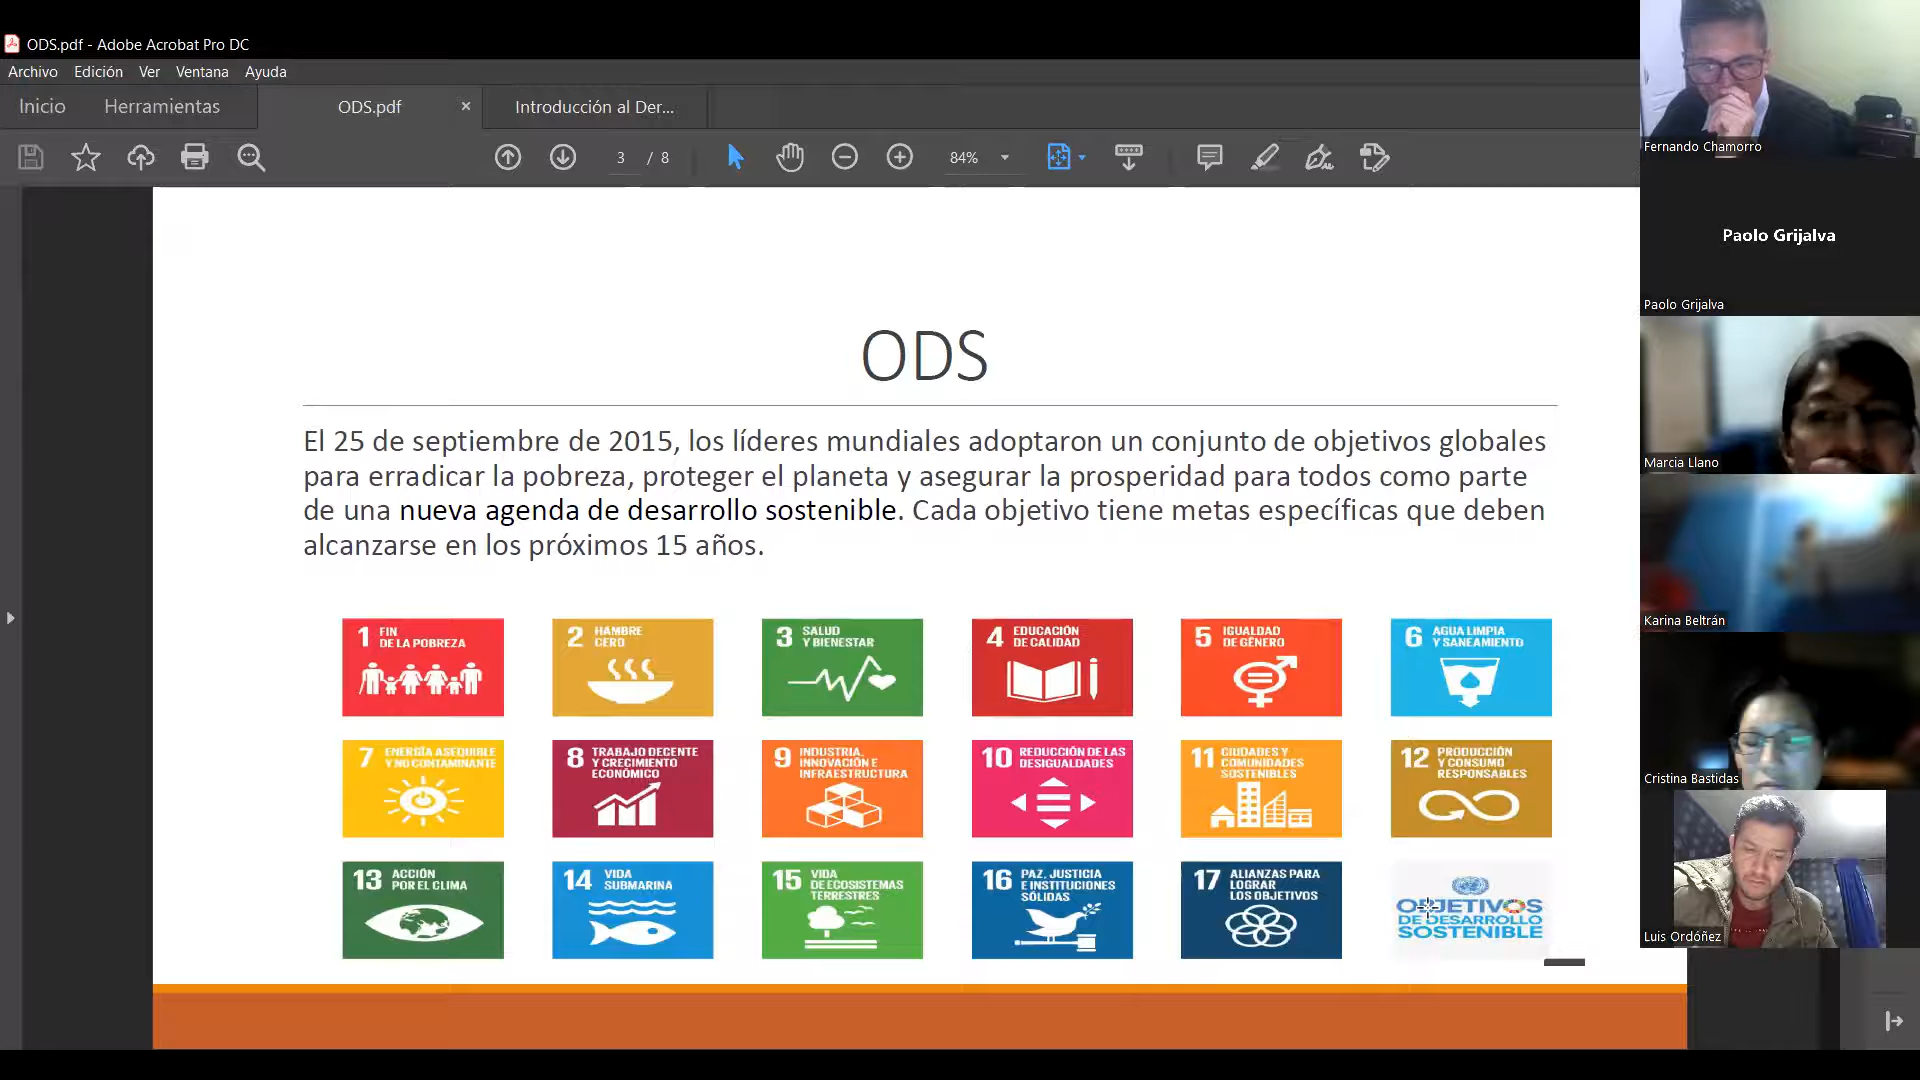 ODS.pdf - Adobe Acrobat Pro DC
Archivo Edición Ver Ventana Ayuda
Inicio Herramientas ODS.pdf × Introducción al Der...
3 / 8 84%
ODS
El 25 de septiembre de 2015, los líderes mundiales adoptaron un conjunto de objetivos globales
para erradicar la pobreza, proteger el planeta y asegurar la prosperidad para todos como parte
de una nueva agenda de desarrollo sostenible. Cada objetivo tiene metas específicas que deben
alcanzarse en los próximos 15 años.
1 FIN
DE LA POBREZA
2 HAMBRE
CERO
3 SALUD
Y BIENESTAR
4 EDUCACIÓN
DE CALIDAD
5 IGUALDAD
DE GÉNERO
6 AGUA LIMPIA
Y SANEAMIENTO
7 ENERGÍA ASEQUIBLE
Y NO CONTAMINANTE
8 TRABAJO DECENTE
Y CRECIMIENTO
ECONÓMICO
9 INDUSTRIA,
INNOVACIÓN E
INFRAESTRUCTURA
10 REDUCCIÓN DE LAS
DESIGUALDADES
11 CIUDADES Y
COMUNIDADES
SOSTENIBLES
12 PRODUCCIÓN
Y CONSUMO
RESPONSABLES
13 ACCIÓN
POR EL CLIMA
14 VIDA
SUBMARINA
15 VIDA
DE ECOSISTEMAS
TERRESTRES
16 PAZ, JUSTICIA
E INSTITUCIONES
SÓLIDAS
17 ALIANZAS PARA
LOGRAR
LOS OBJETIVOS
OBJETIVOS
DE DESARROLLO
SOSTENIBLE
Fernando Chamorro
Paolo Grijalva
Paolo Grijalva
Marcia Llano
Karina Beltrán
Cristina Bastidas
Luis Ordóñez